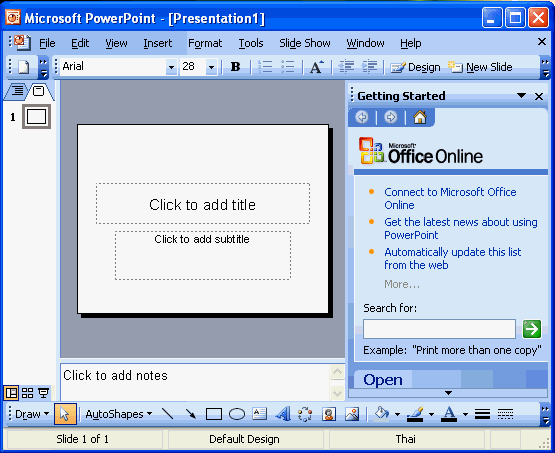 Microsoft PowerPoint - [Presentation1]
File Edit View Insert Format Tools Slide Show Window Help
Arial 28 B A Design New Slide
Getting Started
1
Microsoft
Office Online
Connect to Microsoft Office
Online
Get the latest news about using
PowerPoint
Automatically update this list
from the web
More...
Search for:
Example: "Print more than one copy"
Open
Click to add title
Click to add subtitle
Click to add notes
Draw AutoShapes A A
Slide 1 of 1 Default Design Thai